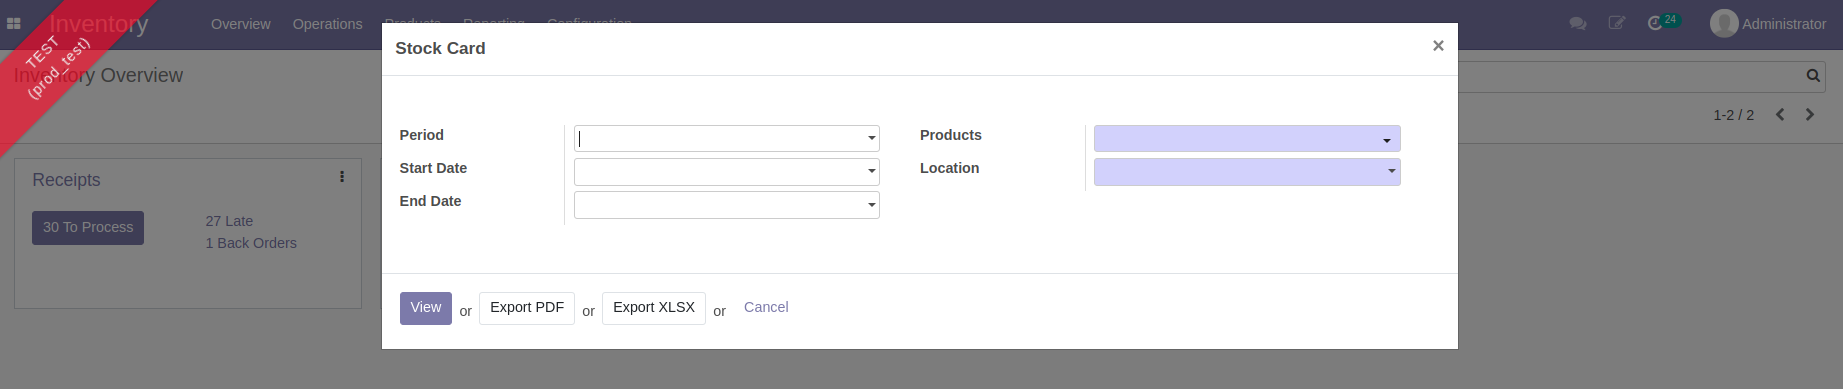 Inventory Overview Operations Products Reporting Configuration 24 Administrator
TEST
(prod_test)
Inventory Overview
1-2 / 2
Receipts
30 To Process
27 Late
1 Back Orders
Stock Card ×
Period
Start Date
End Date
Products
Location
View or Export PDF or Export XLSX or Cancel